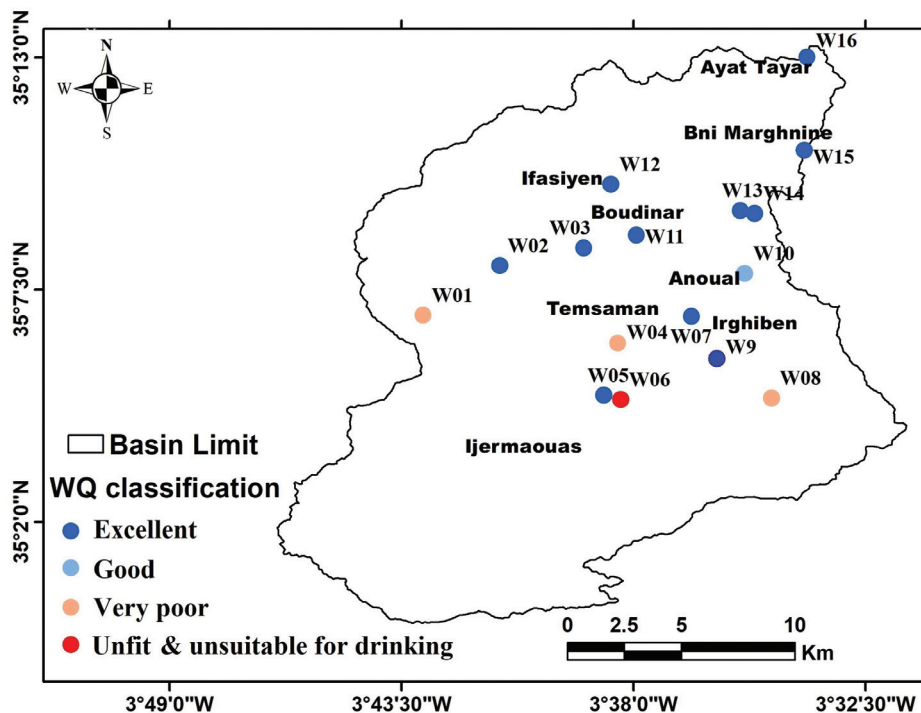 N
W E
S
35°13'0"N
35°7'30"N
35°2'0"N
W16
Ayat Tayar
Bni Marghnine
W15
W12
Ifasiyen
W13
W14
Boudinar
W03
W11
W02
W10
Anoual
W01
Temsaman
W04
W07
Irghiben
W9
W05
W06
W08
Ijermaouas
Basin Limit
WQ classification
Excellent
Good
Very poor
Unfit & unsuitable for drinking
0 2.5 5 10
Km
3°49'W 3°43'30"W 3°38'W 3°32'30"W